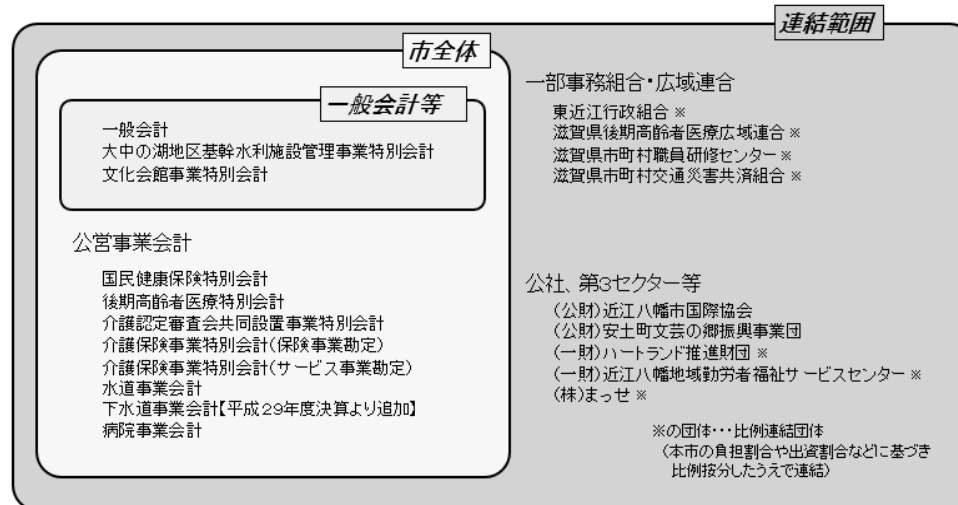 連結範囲
市全体
一般会計等
一般会計
大中の湖地区基幹水利施設管理事業特別会計
文化会館事業特別会計
公営事業会計
国民健康保険特別会計
後期高齢者医療特別会計
介護認定審査会共同設置事業特別会計
介護保険事業特別会計(保険事業勘定)
介護保険事業特別会計(サービス事業勘定)
水道事業会計
下水道事業会計【平成29年度決算より追加】
病院事業会計
一部事務組合・広域連合
東近江行政組合 ※
滋賀県後期高齢者医療広域連合 ※
滋賀県市町村職員研修センター ※
滋賀県市町村交通災害共済組合 ※
公社、第3セクター等
(公財)近江八幡市国際協会
(公財)安土町文芸の郷振興事業団
(一財)ハートランド推進財団 ※
(一財)近江八幡地域勤労者福祉サービスセンター ※
(株)まっせ ※
※の団体・・・比例連結団体
(本市の負担割合や出資割合などに基づき
比例按分したうえで連結)